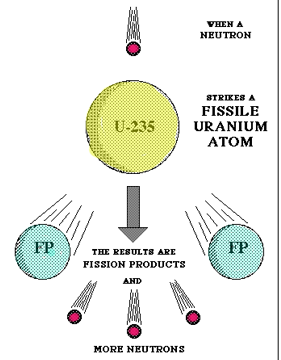 WHEN A
NEUTRON
STRIKES A
FISSILE
URANIUM
ATOM
U-235
FP
FP
THE RESULTS ARE
FISSION PRODUCTS
AND
MORE NEUTRONS